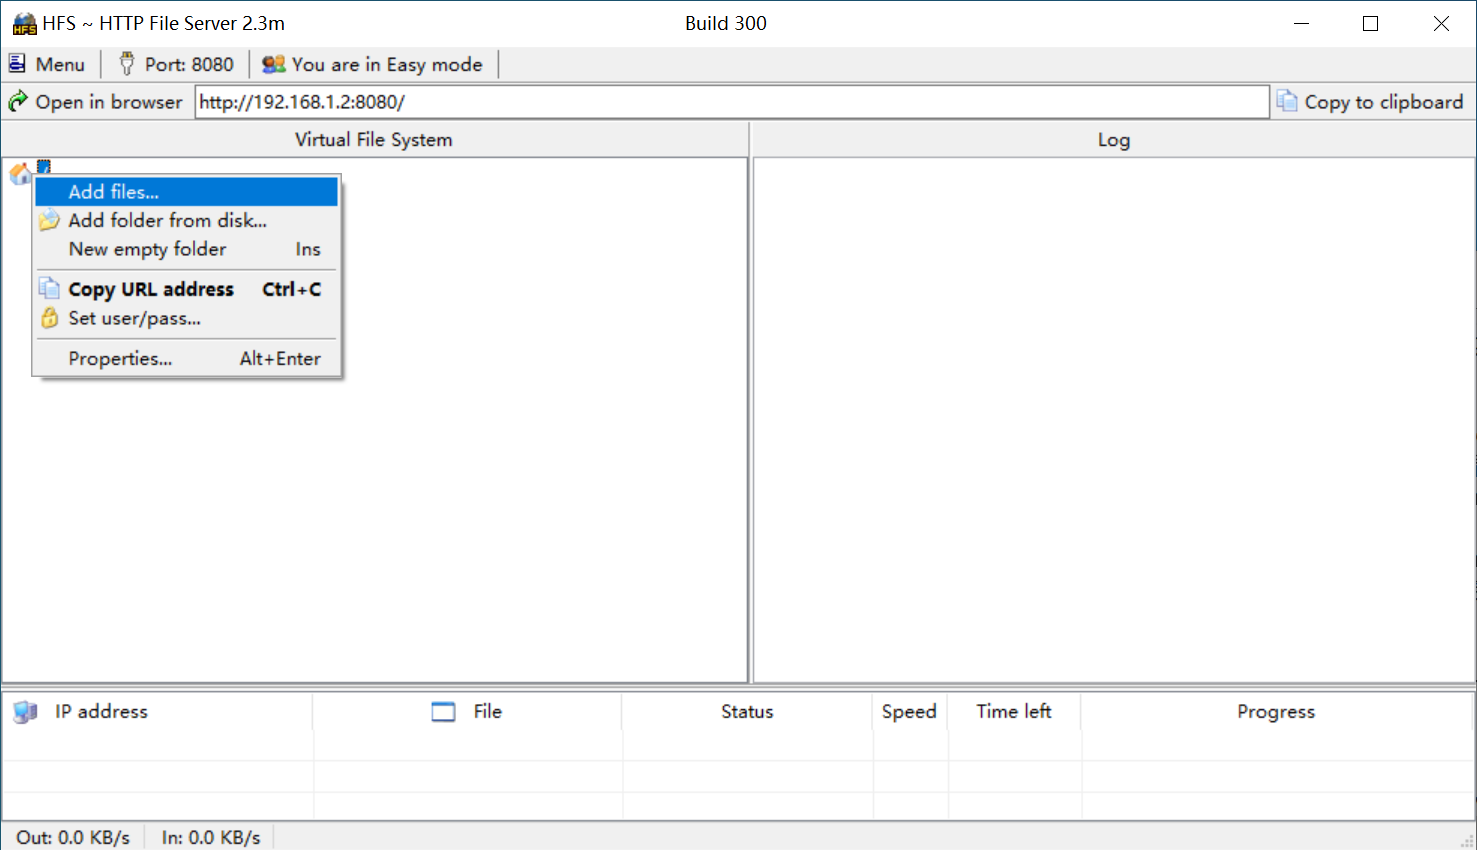 HFS ~ HTTP File Server 2.3m Build 300
Menu Port: 8080 You are in Easy mode
Open in browser http://192.168.1.2:8080/ Copy to clipboard
Virtual File System Log
/
Add files...
Add folder from disk...
New empty folder Ins
Copy URL address Ctrl+C
Set user/pass...
Properties... Alt+Enter
IP address File Status Speed Time left Progress
Out: 0.0 KB/s In: 0.0 KB/s